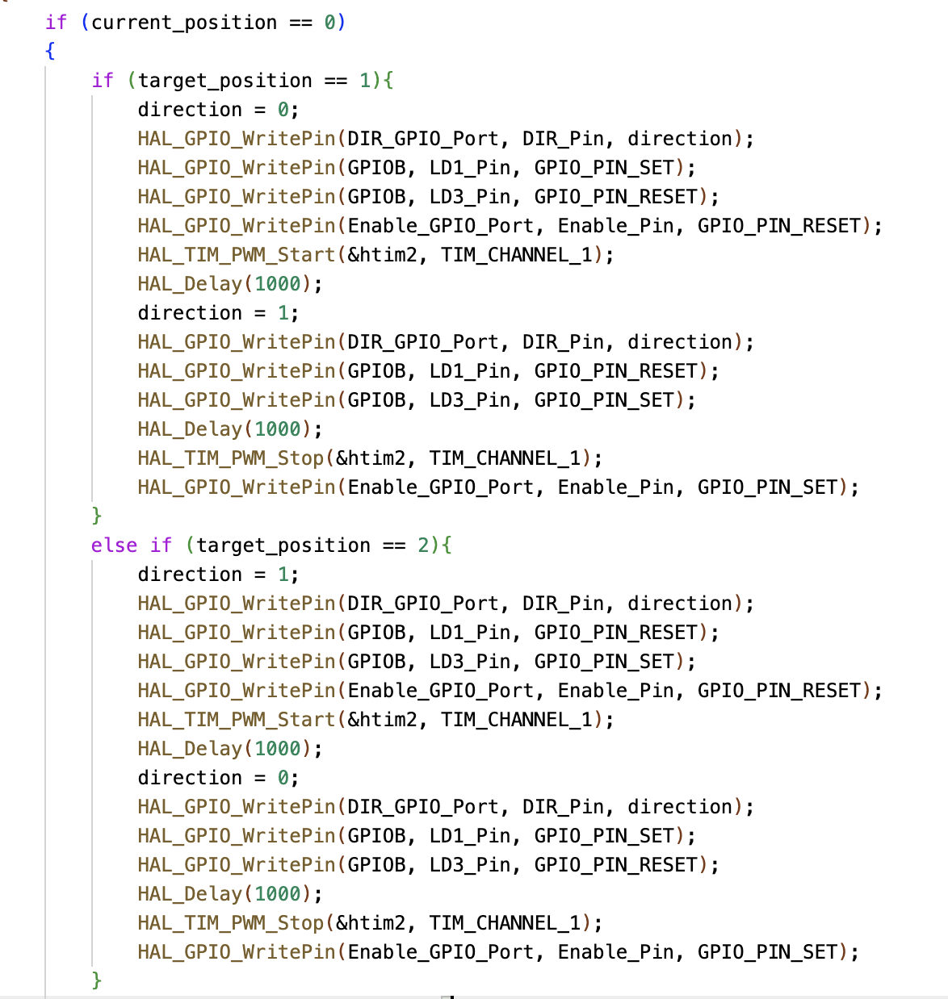 if (current_position == 0)
{
if (target_position == 1){
direction = 0;
HAL_GPIO_WritePin(DIR_GPIO_Port, DIR_Pin, direction);
HAL_GPIO_WritePin(GPIOB, LD1_Pin, GPIO_PIN_SET);
HAL_GPIO_WritePin(GPIOB, LD3_Pin, GPIO_PIN_RESET);
HAL_GPIO_WritePin(Enable_GPIO_Port, Enable_Pin, GPIO_PIN_RESET);
HAL_TIM_PWM_Start(&htim2, TIM_CHANNEL_1);
HAL_Delay(1000);
direction = 1;
HAL_GPIO_WritePin(DIR_GPIO_Port, DIR_Pin, direction);
HAL_GPIO_WritePin(GPIOB, LD1_Pin, GPIO_PIN_RESET);
HAL_GPIO_WritePin(GPIOB, LD3_Pin, GPIO_PIN_SET);
HAL_Delay(1000);
HAL_TIM_PWM_Stop(&htim2, TIM_CHANNEL_1);
HAL_GPIO_WritePin(Enable_GPIO_Port, Enable_Pin, GPIO_PIN_SET);
}
else if (target_position == 2){
direction = 1;
HAL_GPIO_WritePin(DIR_GPIO_Port, DIR_Pin, direction);
HAL_GPIO_WritePin(GPIOB, LD1_Pin, GPIO_PIN_RESET);
HAL_GPIO_WritePin(GPIOB, LD3_Pin, GPIO_PIN_SET);
HAL_GPIO_WritePin(Enable_GPIO_Port, Enable_Pin, GPIO_PIN_RESET);
HAL_TIM_PWM_Start(&htim2, TIM_CHANNEL_1);
HAL_Delay(1000);
direction = 0;
HAL_GPIO_WritePin(DIR_GPIO_Port, DIR_Pin, direction);
HAL_GPIO_WritePin(GPIOB, LD1_Pin, GPIO_PIN_SET);
HAL_GPIO_WritePin(GPIOB, LD3_Pin, GPIO_PIN_RESET);
HAL_Delay(1000);
HAL_TIM_PWM_Stop(&htim2, TIM_CHANNEL_1);
HAL_GPIO_WritePin(Enable_GPIO_Port, Enable_Pin, GPIO_PIN_SET);
}